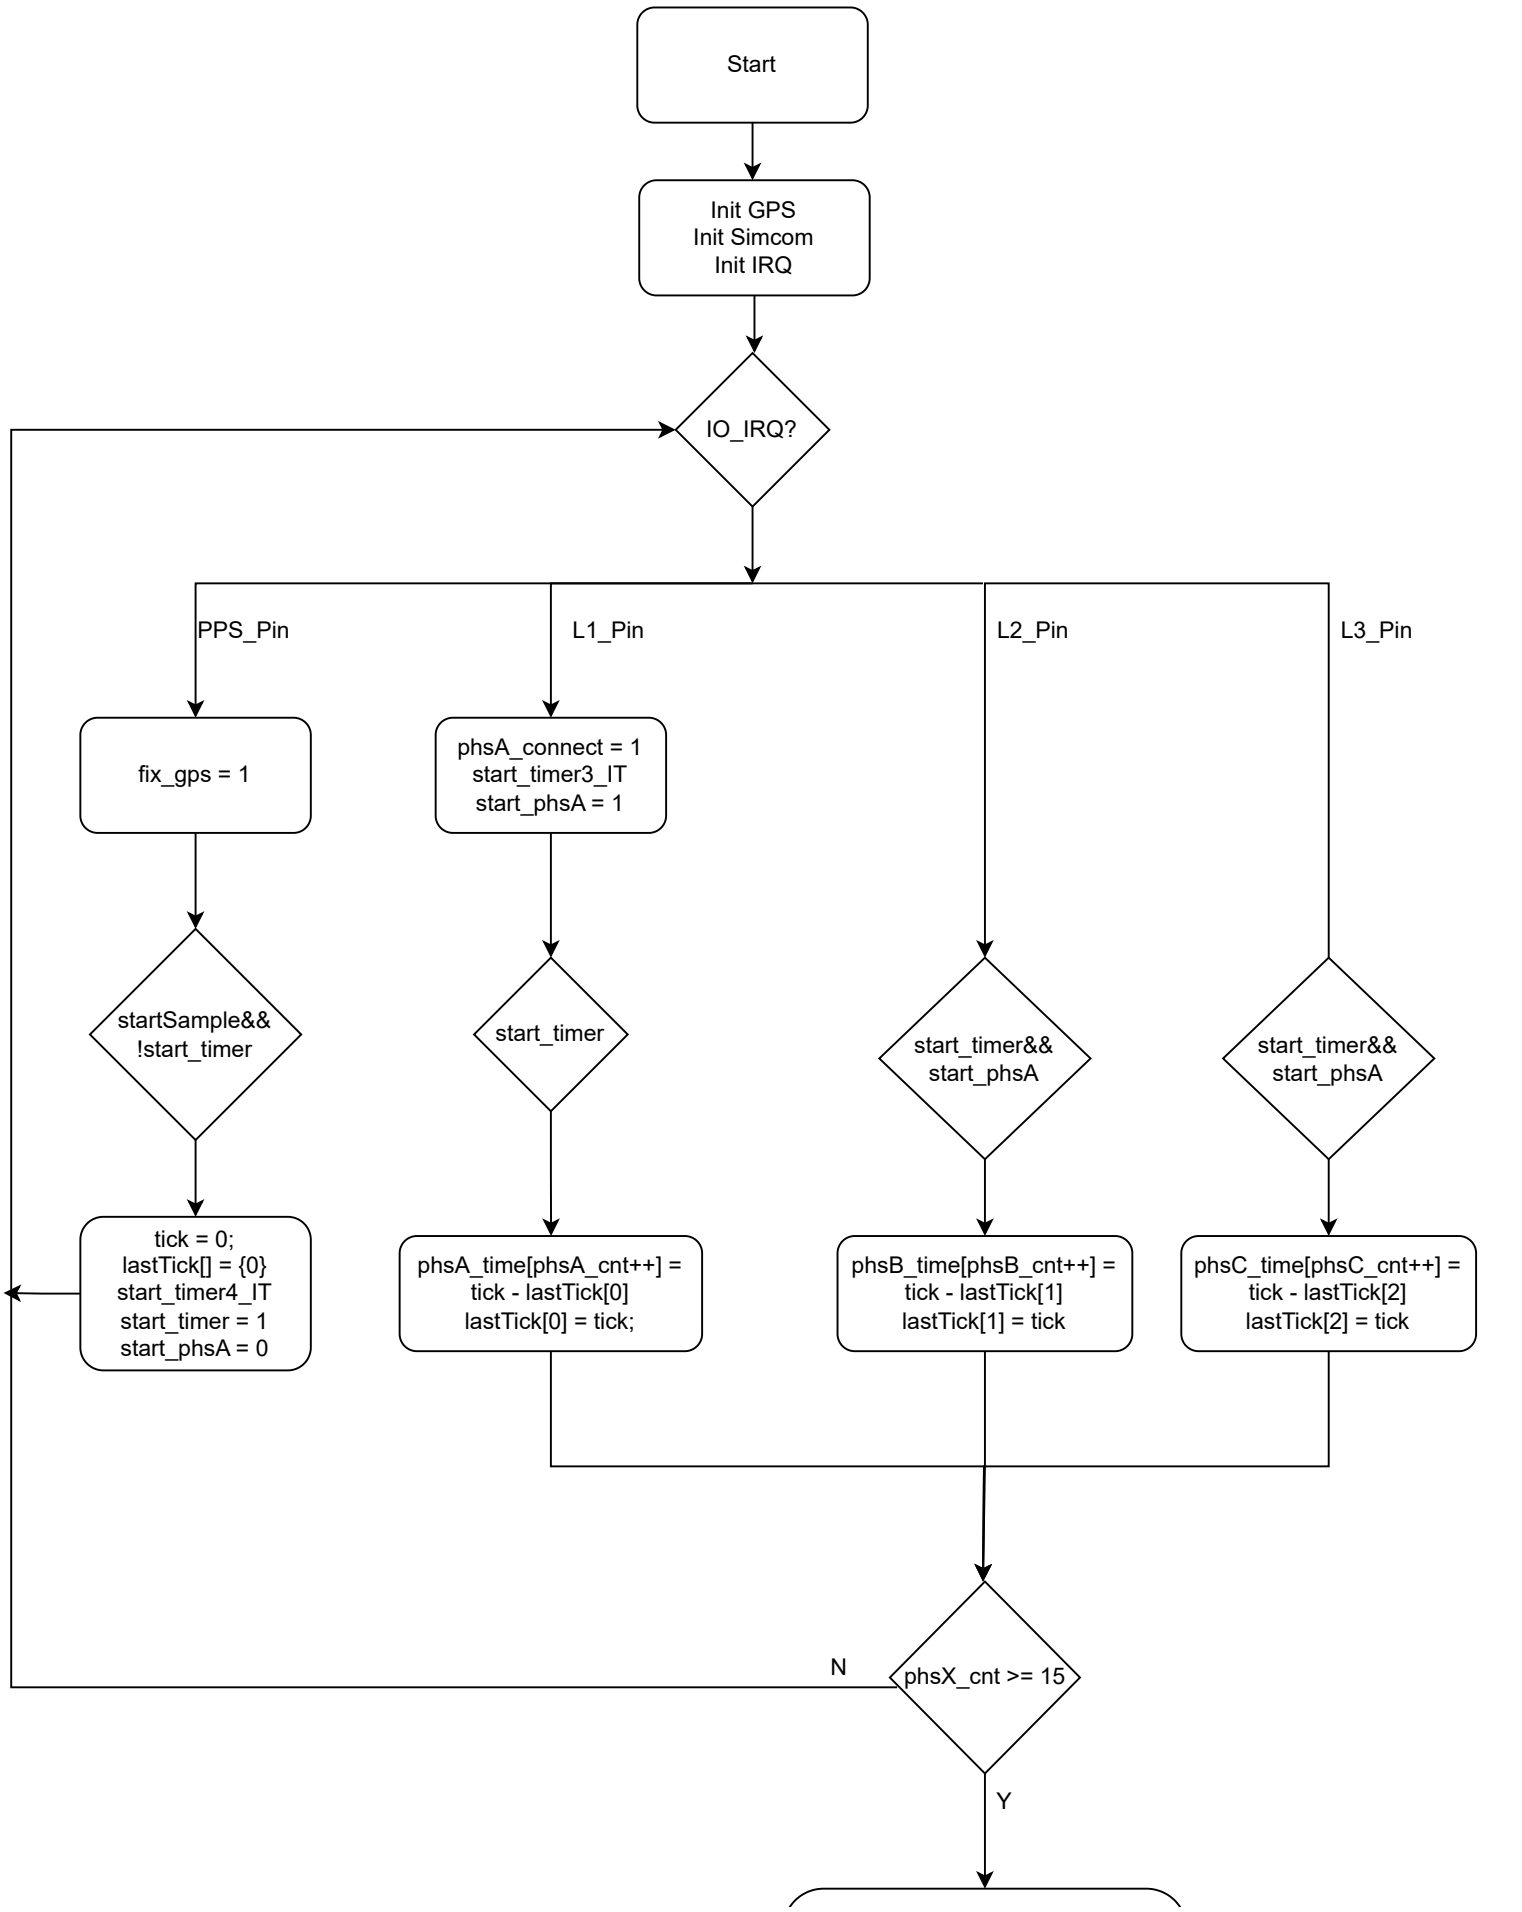 Start
Init GPS
Init Simcom
Init IRQ
IO_IRQ?
PPS_Pin
L1_Pin
L2_Pin
L3_Pin
fix_gps = 1
phsA_connect = 1
start_timer3_IT
start_phsA = 1
startSample&&
!start_timer
start_timer
start_timer&&
start_phsA
start_timer&&
start_phsA
tick = 0;
lastTick[] = {0}
start_timer4_IT
start_timer = 1
start_phsA = 0
phsA_time[phsA_cnt++] =
tick - lastTick[0]
lastTick[0] = tick;
phsB_time[phsB_cnt++] =
tick - lastTick[1]
lastTick[1] = tick
phsC_time[phsC_cnt++] =
tick - lastTick[2]
lastTick[2] = tick
N
phsX_cnt >= 15
Y